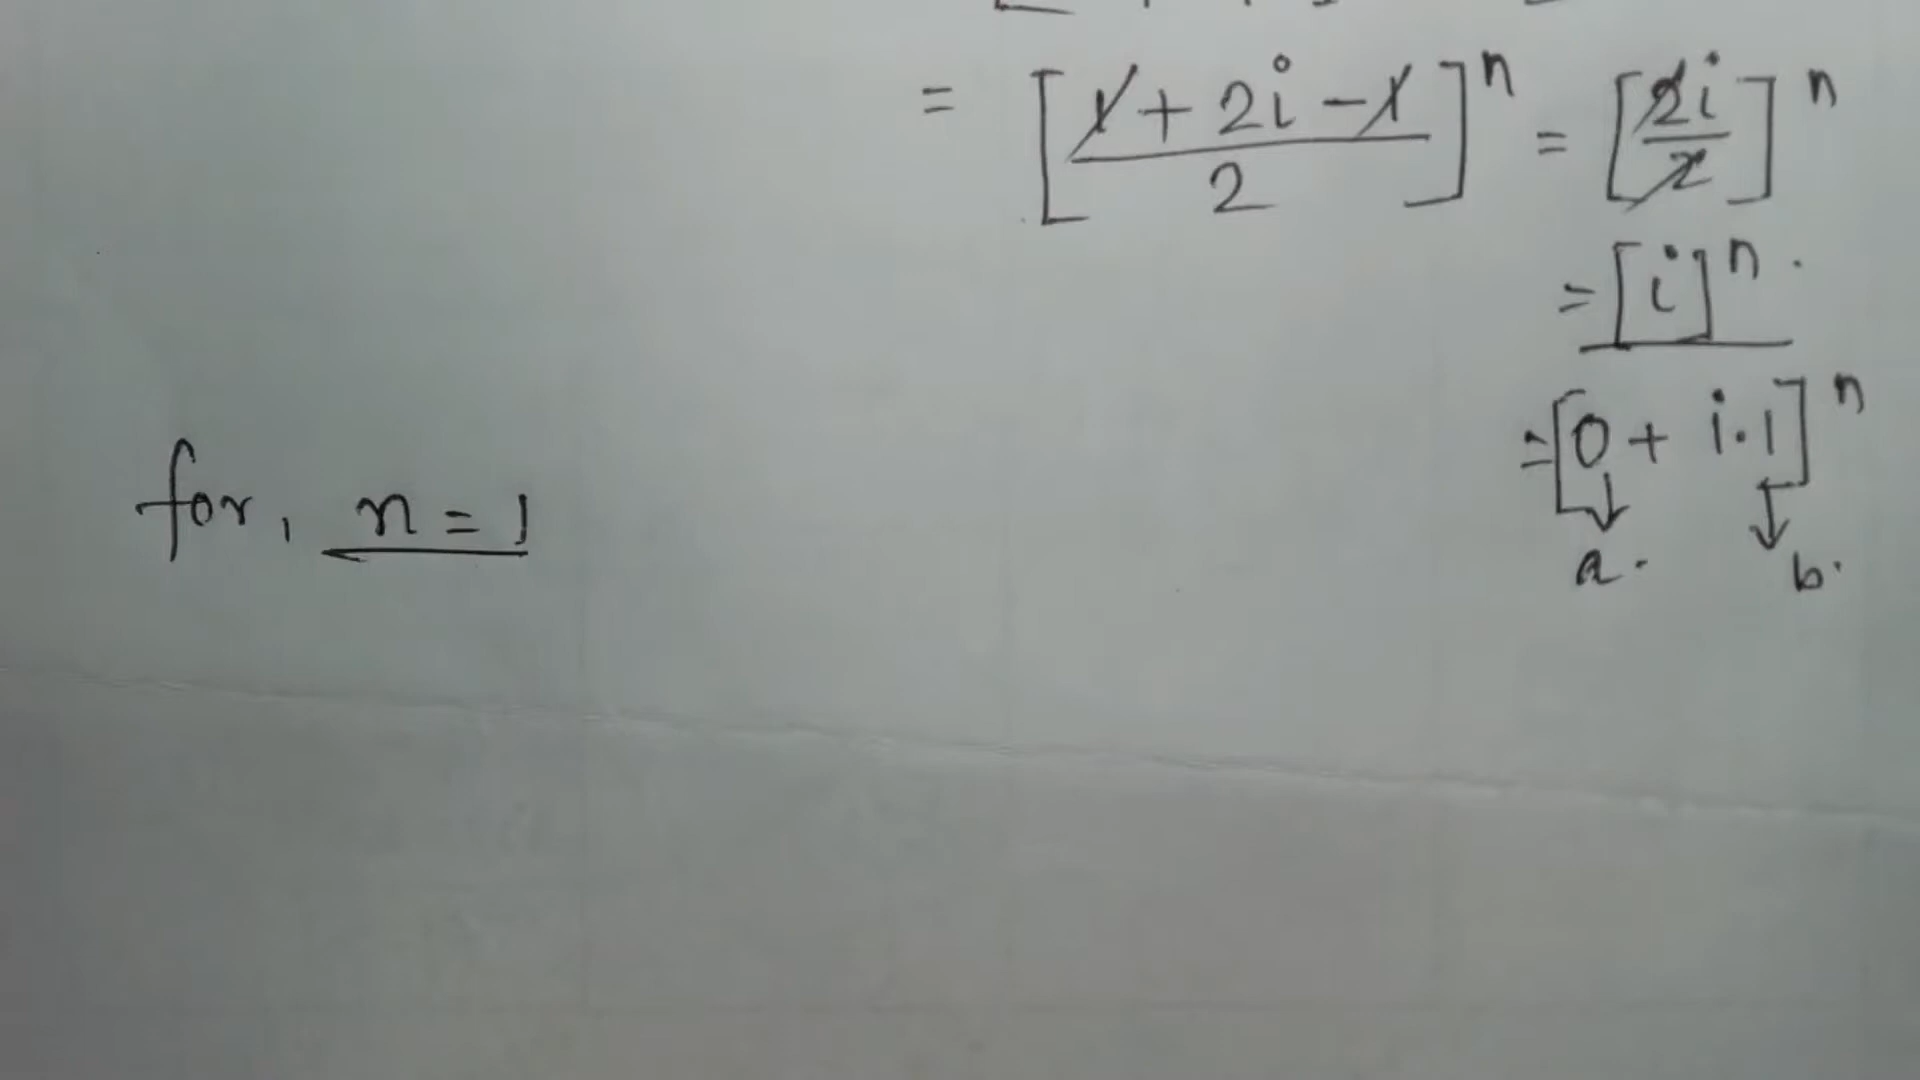 = [1 + 2i - 1 / 2]^n = [2i / 2]^n
= [i]^n.
= [0 + i.1]^n
a. b.
for, n = 1